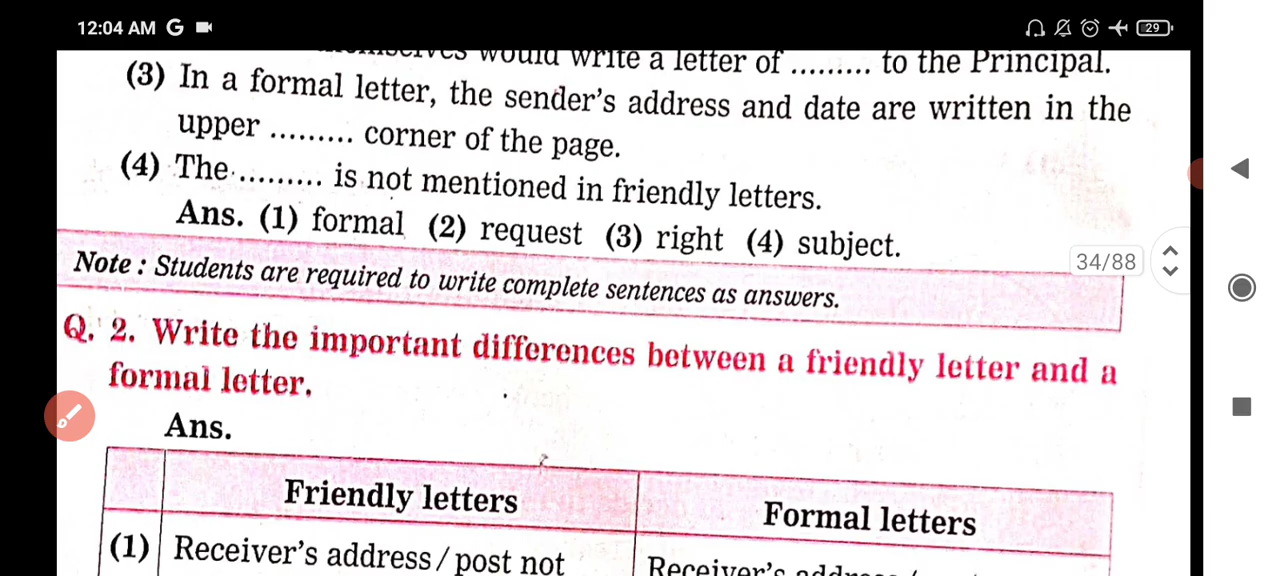 12:04 AM G
29
would write a letter of ......... to the Principal.
(3) In a formal letter, the sender's address and date are written in the
upper ......... corner of the page.
(4) The ......... is not mentioned in friendly letters.
Ans. (1) formal (2) request (3) right (4) subject.
34/88
Note : Students are required to write complete sentences as answers.
Q. 2. Write the important differences between a friendly letter and a
formal letter.
Ans.
Friendly letters
Formal letters
(1) Receiver's address / post not
Receiver's